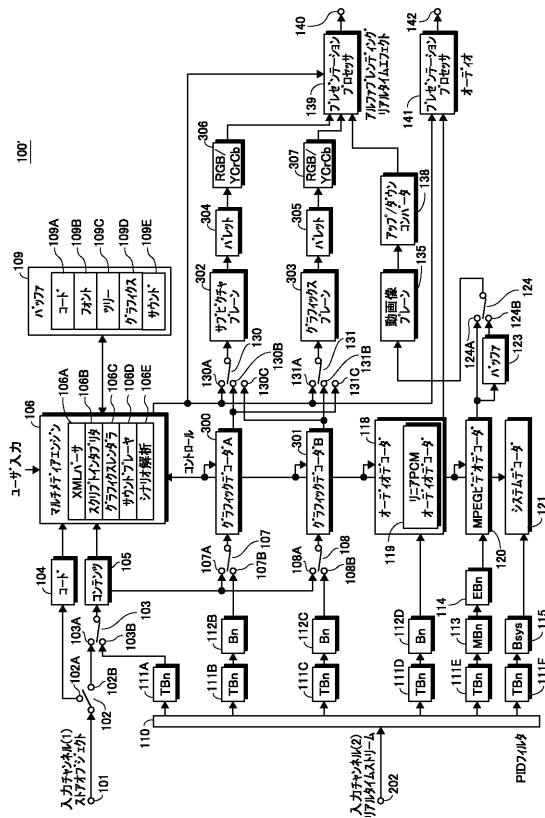 100'
ユーザ入力
106
マルチメディアエンジン
XMLパーサ
スクリプトインタプリタ
グラフィクスレンダラ
サウンドプレーヤ
シナリオ解析
106A
106B
106C
106D
106E
109
バッファ
コード
フォント
ツリー
グラフィクス
サウンド
109A
109B
109C
109D
109E
コントロール
104
コード
105
コンテンツ
102A
102B
102
103A
103B
103
入力チャンネル(1)
ストアオブジェクト
101
入力チャンネル(2)
リアルタイムストリーム
202
110
PIDフィルタ
111A
TBn
111B
TBn
112B
Bn
107A
107B
107
300
グラフィックデコーダA
130A
130B
130C
130
302
サブピクチャ
プレーン
304
パレット
306
RGB/
YCrCb
111C
TBn
112C
Bn
108A
108B
108
301
グラフィックデコーダB
131A
131B
131C
131
303
グラフィックス
プレーン
305
パレット
307
RGB/
YCrCb
111D
TBn
112D
Bn
118
オーディオデコーダ
119
リニアPCM
オーディオデコーダ
111E
TBn
113
MBn
114
EBn
120
MPEGビデオデコーダ
123
バッファ
124A
124B
124
135
動画像
プレーン
138
アップ/ダウン
コンバータ
111F
TBn
115
Bsys
121
システムデコーダ
139
プレゼンテーション
プロセッサ
140
アルファブレンディング
リアルタイムエフェクト
141
プレゼンテーション
プロセッサ
142
オーディオ